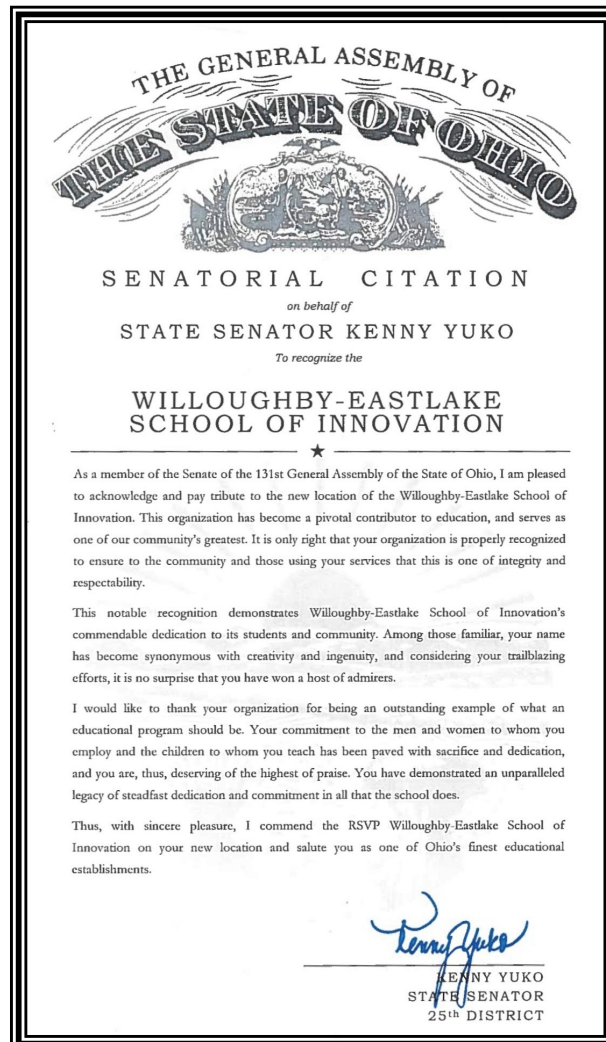 THE GENERAL ASSEMBLY OF
THE STATE OF OHIO
SENATORIAL CITATION
on behalf of
STATE SENATOR KENNY YUKO
To recognize the
WILLOUGHBY-EASTLAKE
SCHOOL OF INNOVATION
As a member of the Senate of the 131st General Assembly of the State of Ohio, I am pleased
to acknowledge and pay tribute to the new location of the Willoughby-Eastlake School of
Innovation. This organization has become a pivotal contributor to education, and serves as
one of our community's greatest. It is only right that your organization is properly recognized
to ensure to the community and those using your services that this is one of integrity and
respectability.
This notable recognition demonstrates Willoughby-Eastlake School of Innovation's
commendable dedication to its students and community. Among those familiar, your name
has become synonymous with creativity and ingenuity, and considering your trailblazing
efforts, it is no surprise that you have won a host of admirers.
I would like to thank your organization for being an outstanding example of what an
educational program should be. Your commitment to the men and women to whom you
employ and the children to whom you teach has been paved with sacrifice and dedication,
and you are, thus, deserving of the highest of praise. You have demonstrated an unparalleled
legacy of steadfast dedication and commitment in all that the school does.
Thus, with sincere pleasure, I commend the RSVP Willoughby-Eastlake School of
Innovation on your new location and salute you as one of Ohio's finest educational
establishments.
Kenny Yuko
KENNY YUKO
STATE SENATOR
25th DISTRICT